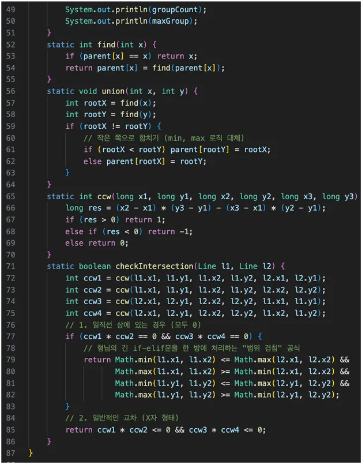 49 System.out.println(groupCount);
50 System.out.println(maxGroup);
51 }
52 static int find(int x) {
53 if (parent[x] == x) return x;
54 return parent[x] = find(parent[x]);
55 }
56 static void union(int x, int y) {
57 int rootX = find(x);
58 int rootY = find(y);
59 if (rootX != rootY) {
60 // 작은 쪽으로 합치기 (min, max 로직 대체)
61 if (rootX < rootY) parent[rootY] = rootX;
62 else parent[rootX] = rootY;
63 }
64 }
65 static int ccw(long x1, long y1, long x2, long y2, long x3, long y3)
66 long res = (x2 - x1) * (y3 - y1) - (x3 - x1) * (y2 - y1);
67 if (res > 0) return 1;
68 else if (res < 0) return -1;
69 else return 0;
70 }
71 static boolean checkIntersection(Line l1, Line l2) {
72 int ccw1 = ccw(l1.x1, l1.y1, l1.x2, l1.y2, l2.x1, l2.y1);
73 int ccw2 = ccw(l1.x1, l1.y1, l1.x2, l1.y2, l2.x2, l2.y2);
74 int ccw3 = ccw(l2.x1, l2.y1, l2.x2, l2.y2, l1.x1, l1.y1);
75 int ccw4 = ccw(l2.x1, l2.y1, l2.x2, l2.y2, l1.x2, l1.y2);
76 // 1. 일직선 상에 있는 경우 (모두 0)
77 if (ccw1 * ccw2 == 0 && ccw3 * ccw4 == 0) {
78 // 형님의 긴 if-elif문을 한 방에 처리하는 "범위 겹침" 공식
79 return Math.min(l1.x1, l1.x2) <= Math.max(l2.x1, l2.x2) &&
80 Math.max(l1.x1, l1.x2) >= Math.min(l2.x1, l2.x2) &&
81 Math.min(l1.y1, l1.y2) <= Math.max(l2.y1, l2.y2) &&
82 Math.max(l1.y1, l1.y2) >= Math.min(l2.y1, l2.y2);
83 }
84 // 2. 일반적인 교차 (X자 형태)
85 return ccw1 * ccw2 <= 0 && ccw3 * ccw4 <= 0;
86 }
87 }